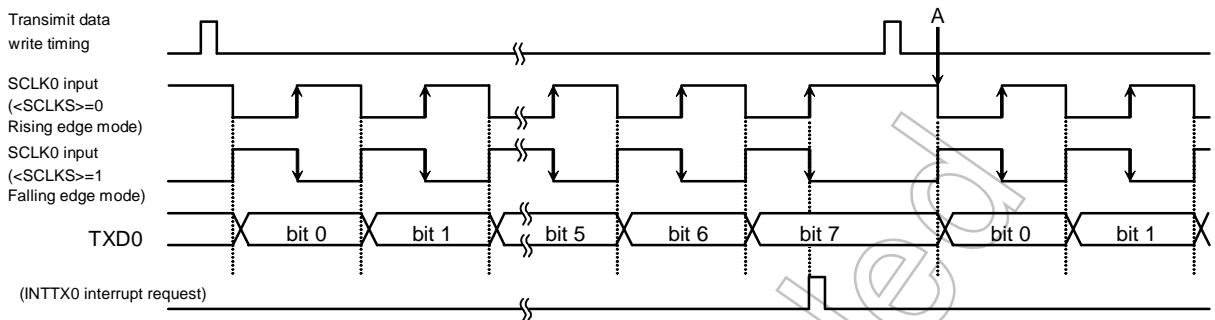 Transimit data
write timing
A
SCLK0 input
(<SCLKS>=0
Rising edge mode)
SCLK0 input
(<SCLKS>=1
Falling edge mode)
TXD0
bit 0
bit 1
bit 5
bit 6
bit 7
bit 0
bit 1
(INTTX0 interrupt request)